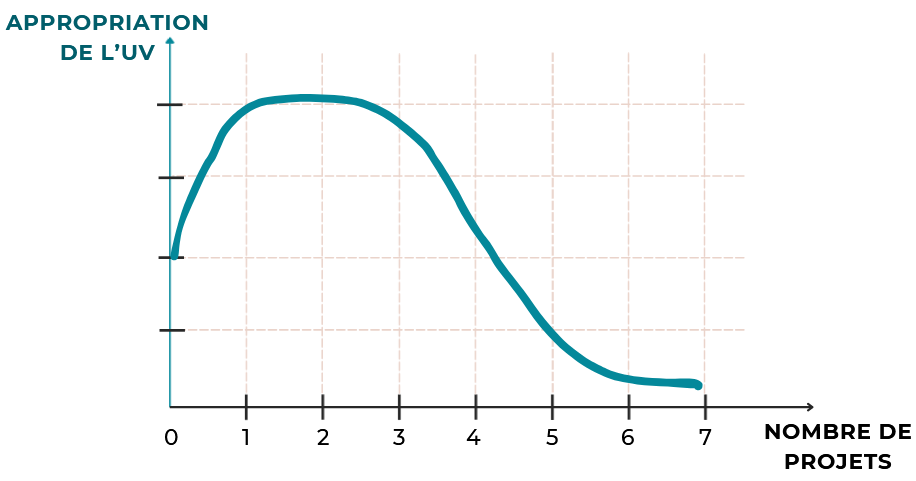 APPROPRIATION
DE L’UV
0 1 2 3 4 5 6 7
NOMBRE DE
PROJETS